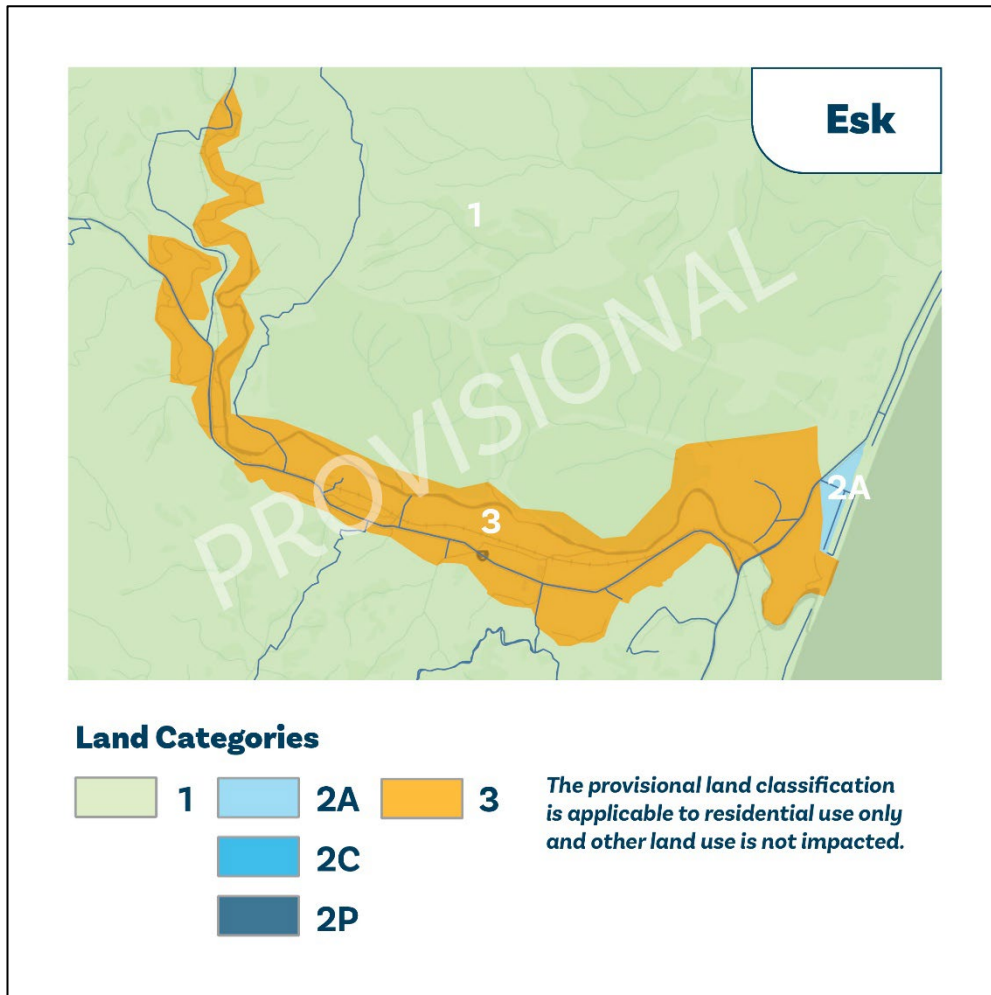 Esk
1
PROVISIONAL
2A
3
Land Categories
1 2A 3
2C
2P
The provisional land classification
is applicable to residential use only
and other land use is not impacted.